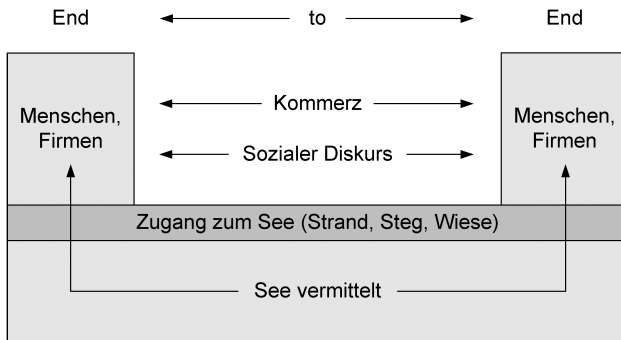 End to End
Kommerz
Menschen,
Firmen
Menschen,
Firmen
Sozialer Diskurs
Zugang zum See (Strand, Steg, Wiese)
See vermittelt